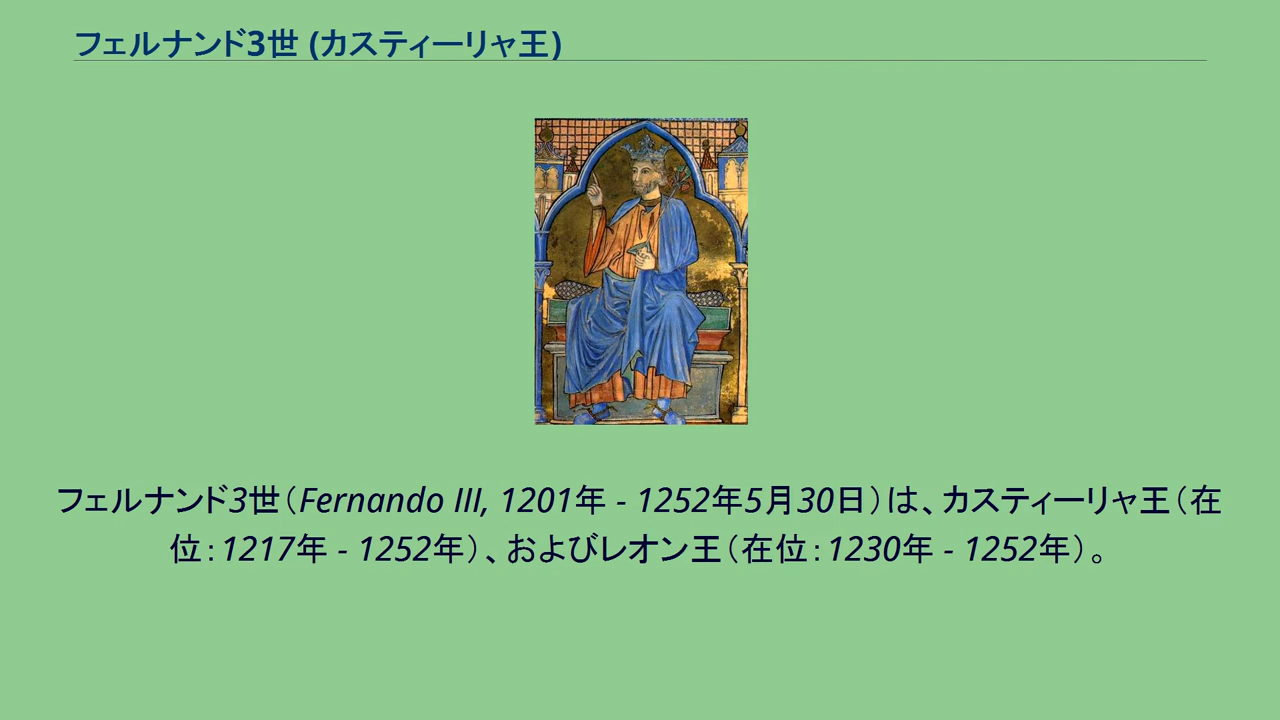 フェルナンド3世 (カスティーリャ王)
フェルナンド3世（Fernando III, 1201年 - 1252年5月30日）は、カスティーリャ王（在
位：1217年 - 1252年）、およびレオン王（在位：1230年 - 1252年）。